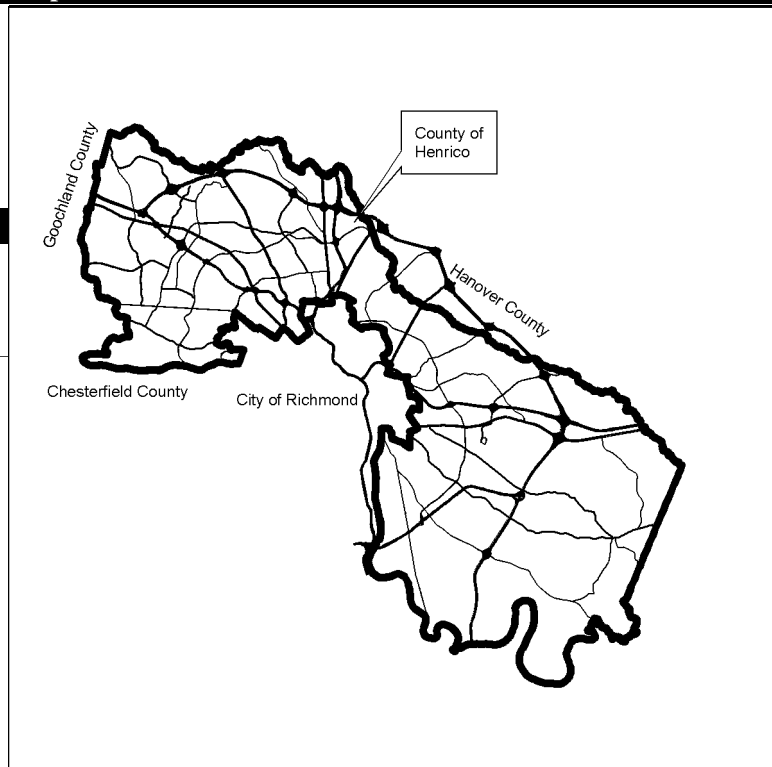 County of
Henrico
Goochland County
Hanover County
Chesterfield County
City of Richmond